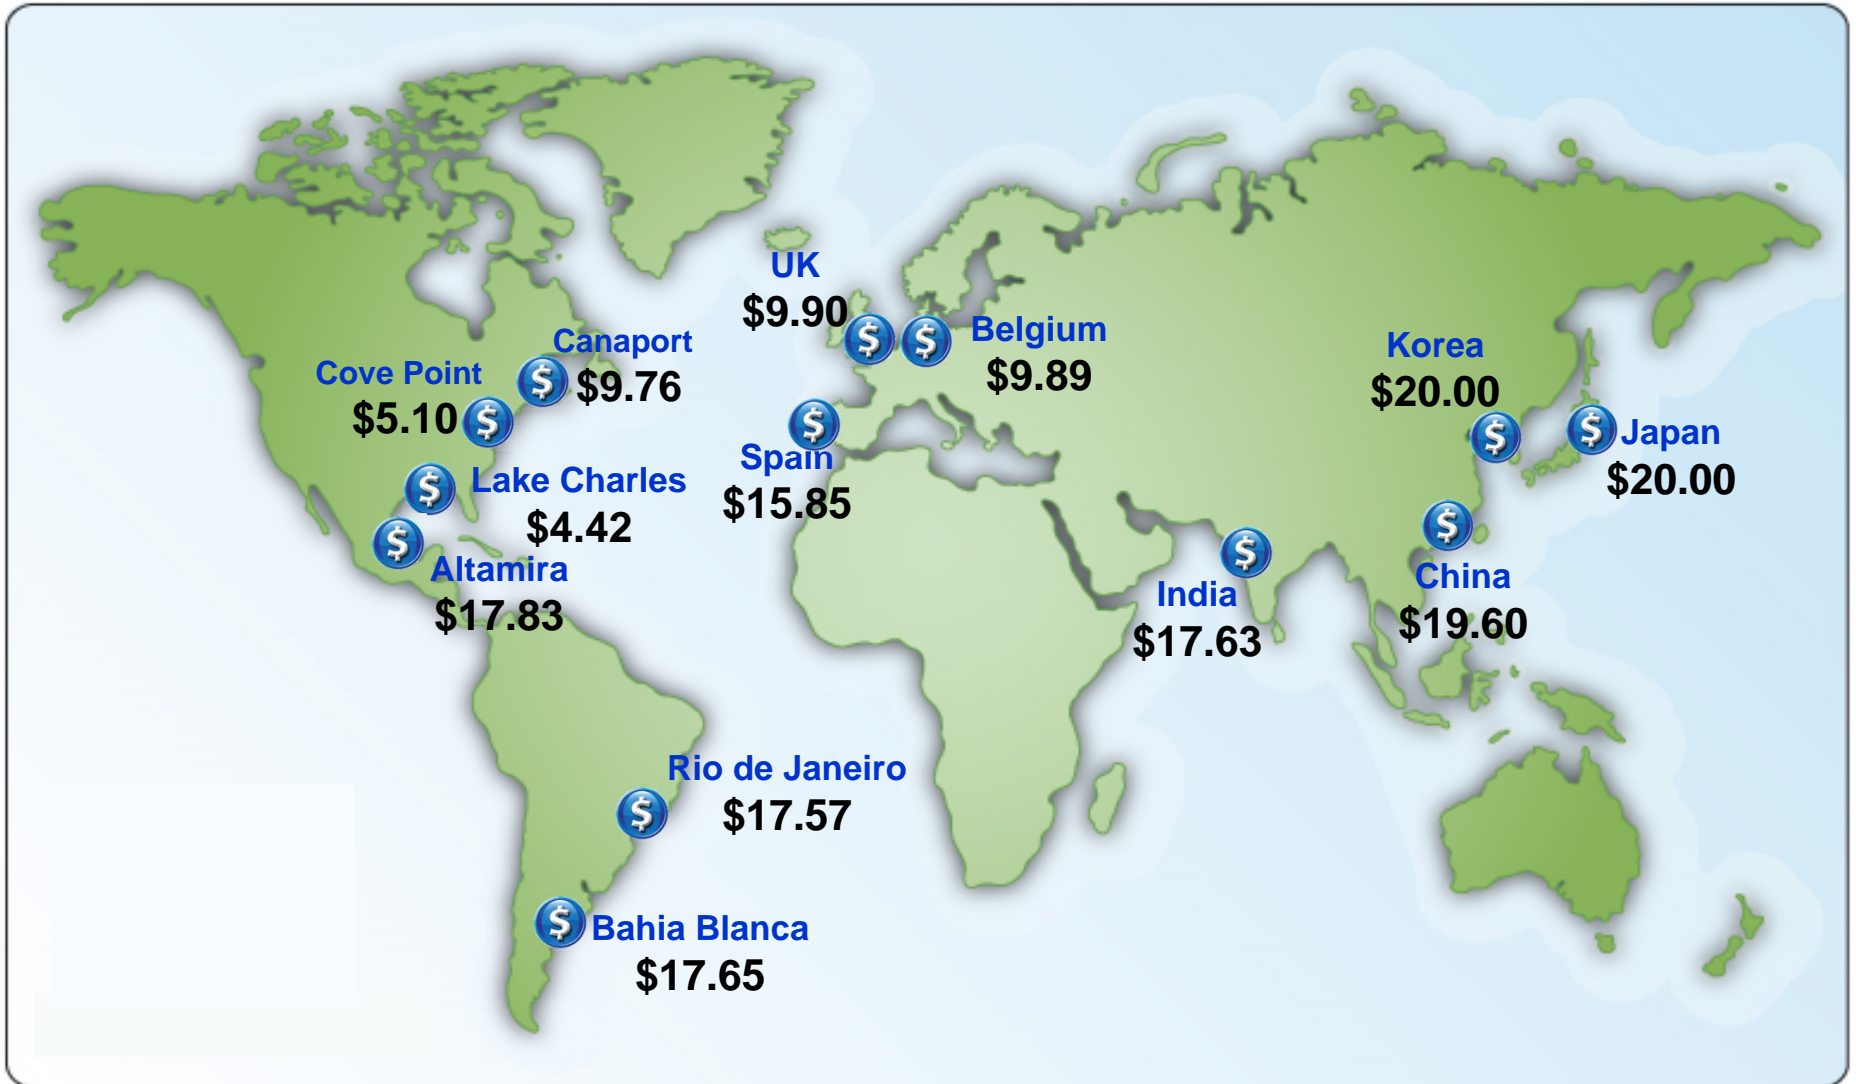 UK
$9.90
Belgium
$9.89
Canaport
$9.76
Cove Point
$5.10
Korea
$20.00
Japan
$20.00
Spain
$15.85
Lake Charles
$4.42
Altamira
$17.83
India
$17.63
China
$19.60
Rio de Janeiro
$17.57
Bahia Blanca
$17.65